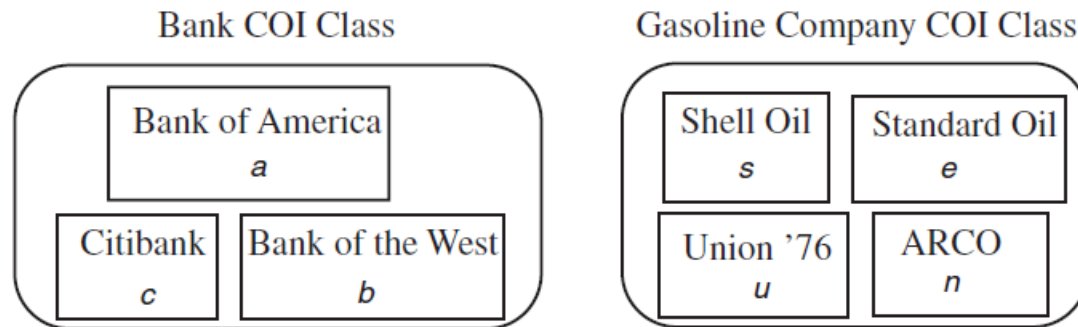 Bank COI Class
Bank of America
a
Citibank
c
Bank of the West
b
Gasoline Company COI Class
Shell Oil
s
Standard Oil
e
Union ’76
u
ARCO
n